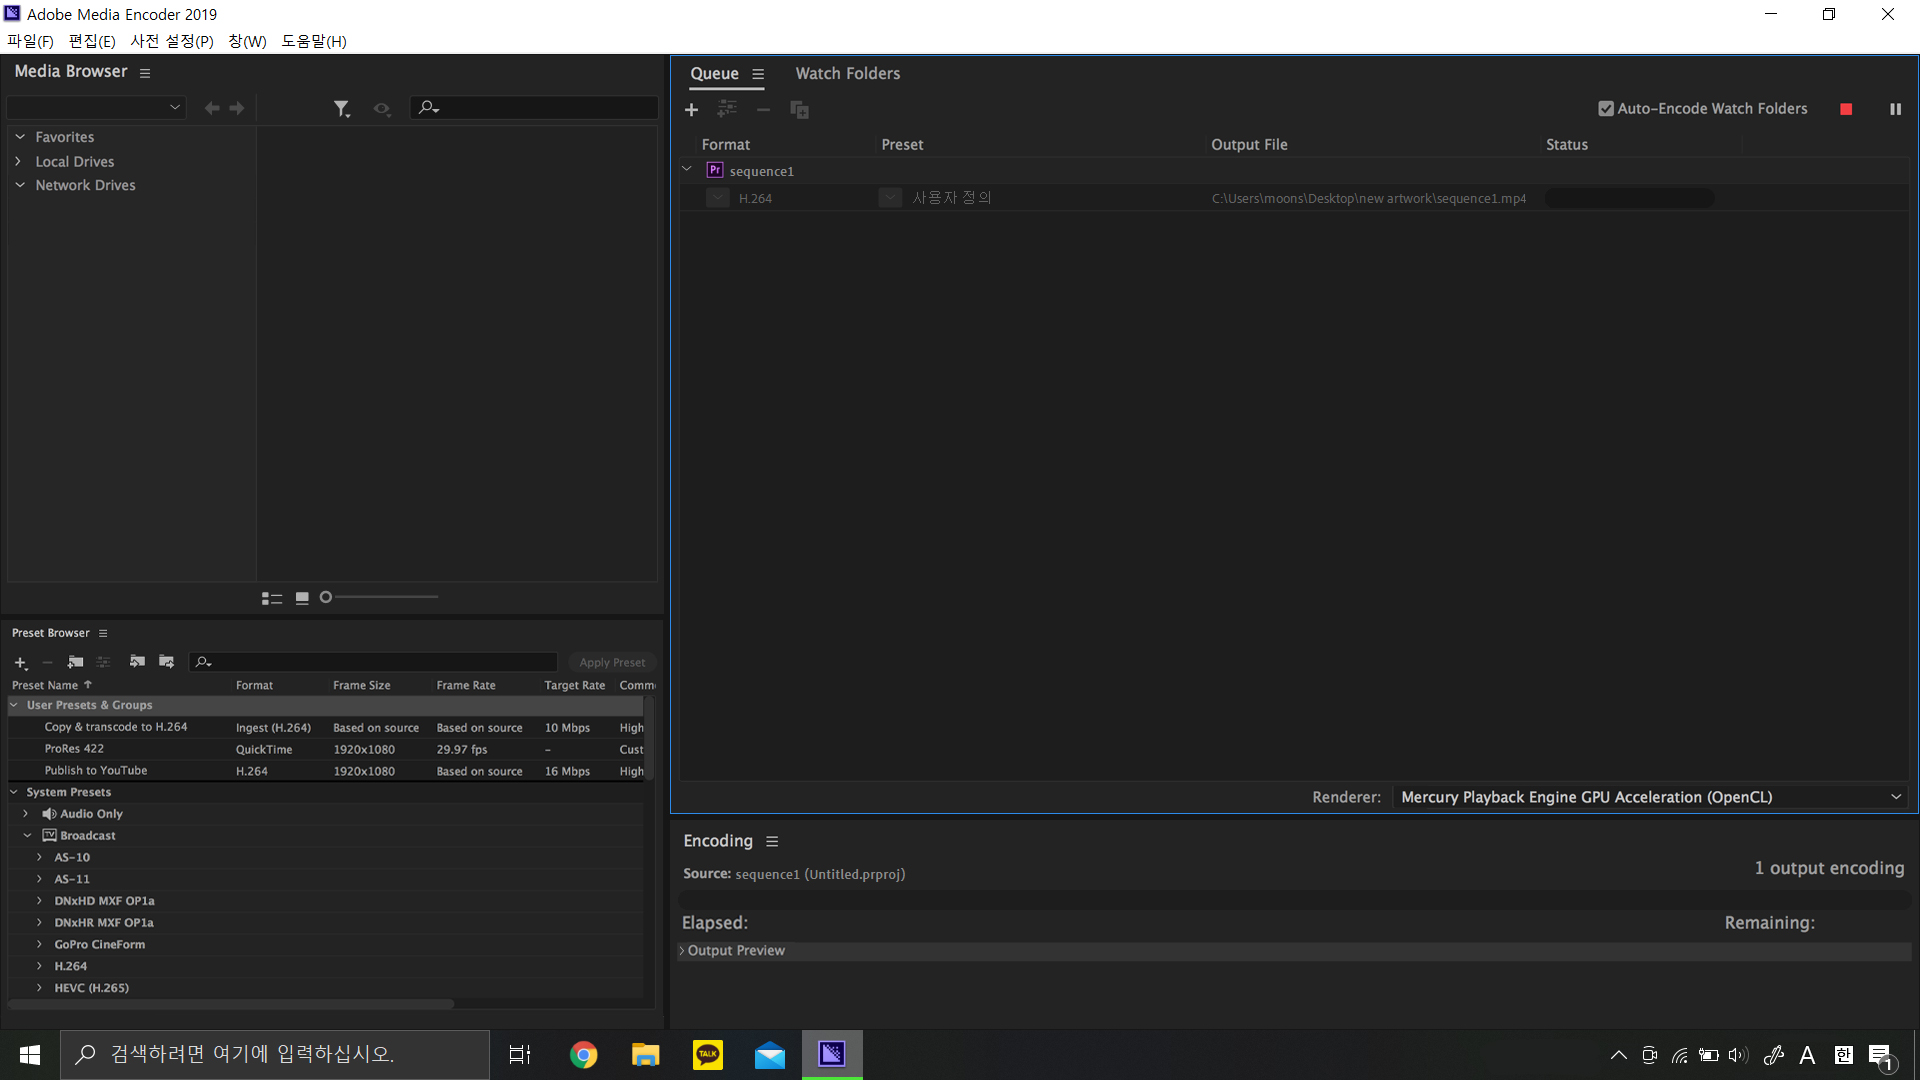 Adobe Media Encoder 2019
파일(F) 편집(E) 사전 설정(P) 창(W) 도움말(H)
Media Browser
Favorites
Local Drives
Network Drives
Queue Watch Folders
Auto-Encode Watch Folders
Format Preset Output File Status
Pr sequence1
H.264 사용자 정의 C:\Users\moons\Desktop\new artwork\sequence1.mp4
Renderer: Mercury Playback Engine GPU Acceleration (OpenCL)
Preset Browser
Apply Preset
Preset Name Format Frame Size Frame Rate Target Rate Comm
User Presets & Groups
Copy & transcode to H.264 Ingest (H.264) Based on source Based on source 10 Mbps High
ProRes 422 QuickTime 1920x1080 29.97 fps - Cust
Publish to YouTube H.264 1920x1080 Based on source 16 Mbps High
System Presets
Audio Only
TV Broadcast
AS-10
AS-11
DNxHD MXF OP1a
DNxHR MXF OP1a
GoPro CineForm
H.264
HEVC (H.265)
Encoding
Source: sequence1 (Untitled.prproj)
1 output encoding
Elapsed: Remaining:
Output Preview
검색하려면 여기에 입력하십시오.
TALK
A 한 1